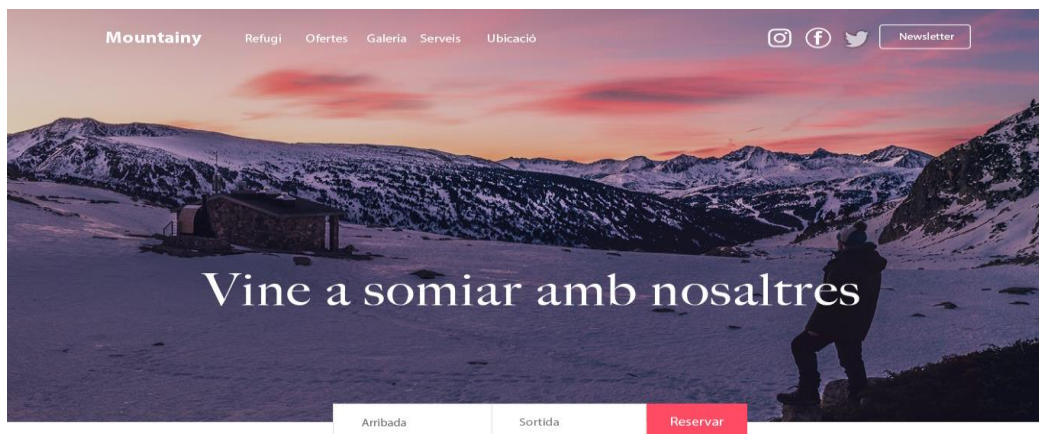 Mountainy Refugi Ofertes Galeria Serveis Ubicació Newsletter
Vine a somiar amb nosaltres
Arribada Sortida Reservar